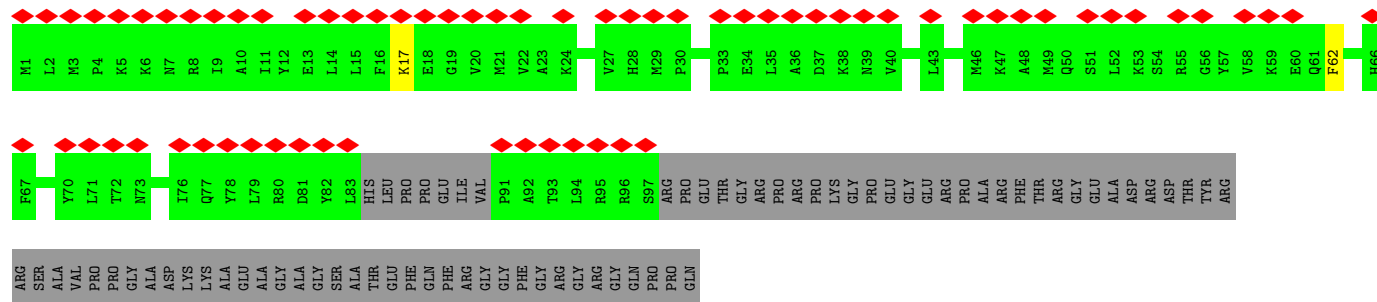 M1 L2 M3 P4 K5 K6 N7 R8 I9 A10 I11 Y12 E13 L14 L15 F16 K17 E18 G19 V20 M21 V22 A23 K24 V27 H28 M29 P30 P33 E34 L35 A36 D37 K38 N39 V40 L43 M46 K47 A48 M49 Q50 S51 L52 K53 S54 R55 G56 Y57 V58 K59 E60 Q61 F62 H66
F67 Y70 L71 T72 N73 I76 Q77 Y78 L79 R80 D81 Y82 L83 HIS LEU PRO PRO GLU ILE VAL P91 A92 T93 L94 R95 R96 S97 ARG PRO GLU THR GLY ARG PRO ARG PRO LYS GLY PRO GLU GLY GLU ARG PRO ALA ARG PHE THR ARG GLY GLU ALA ASP ARG ASP THR TYR ARG
ARG SER ALA VAL PRO PRO GLY ALA ASP LYS LYS ALA GLU ALA GLY ALA GLY SER ALA THR GLU PHE GLN PHE ARG GLY GLY PHE GLY ARG GLY ARG GLY GLN PRO PRO GLN